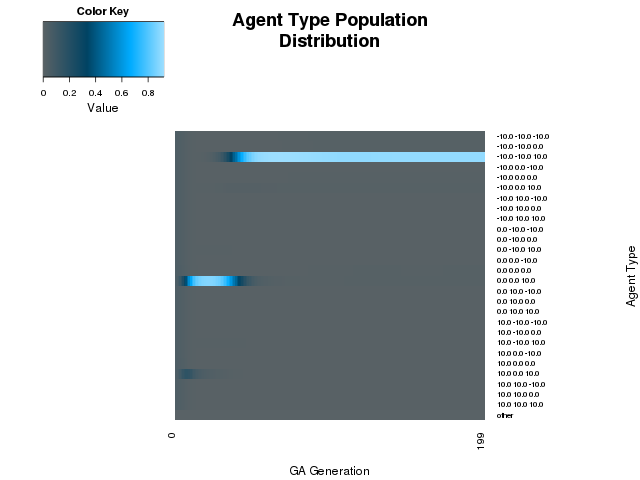 Color Key
Agent Type Population
Distribution
0 0.2 0.4 0.6 0.8
Value
-10.0 -10.0 -10.0
-10.0 -10.0 0.0
-10.0 -10.0 10.0
-10.0 0.0 -10.0
-10.0 0.0 0.0
-10.0 0.0 10.0
-10.0 10.0 -10.0
-10.0 10.0 0.0
-10.0 10.0 10.0
0.0 -10.0 -10.0
0.0 -10.0 0.0
0.0 -10.0 10.0
0.0 0.0 -10.0
0.0 0.0 0.0
0.0 0.0 10.0
0.0 10.0 -10.0
0.0 10.0 0.0
0.0 10.0 10.0
10.0 -10.0 -10.0
10.0 -10.0 0.0
10.0 -10.0 10.0
10.0 0.0 -10.0
10.0 0.0 0.0
10.0 0.0 10.0
10.0 10.0 -10.0
10.0 10.0 0.0
10.0 10.0 10.0
other
Agent Type
0 199
GA Generation